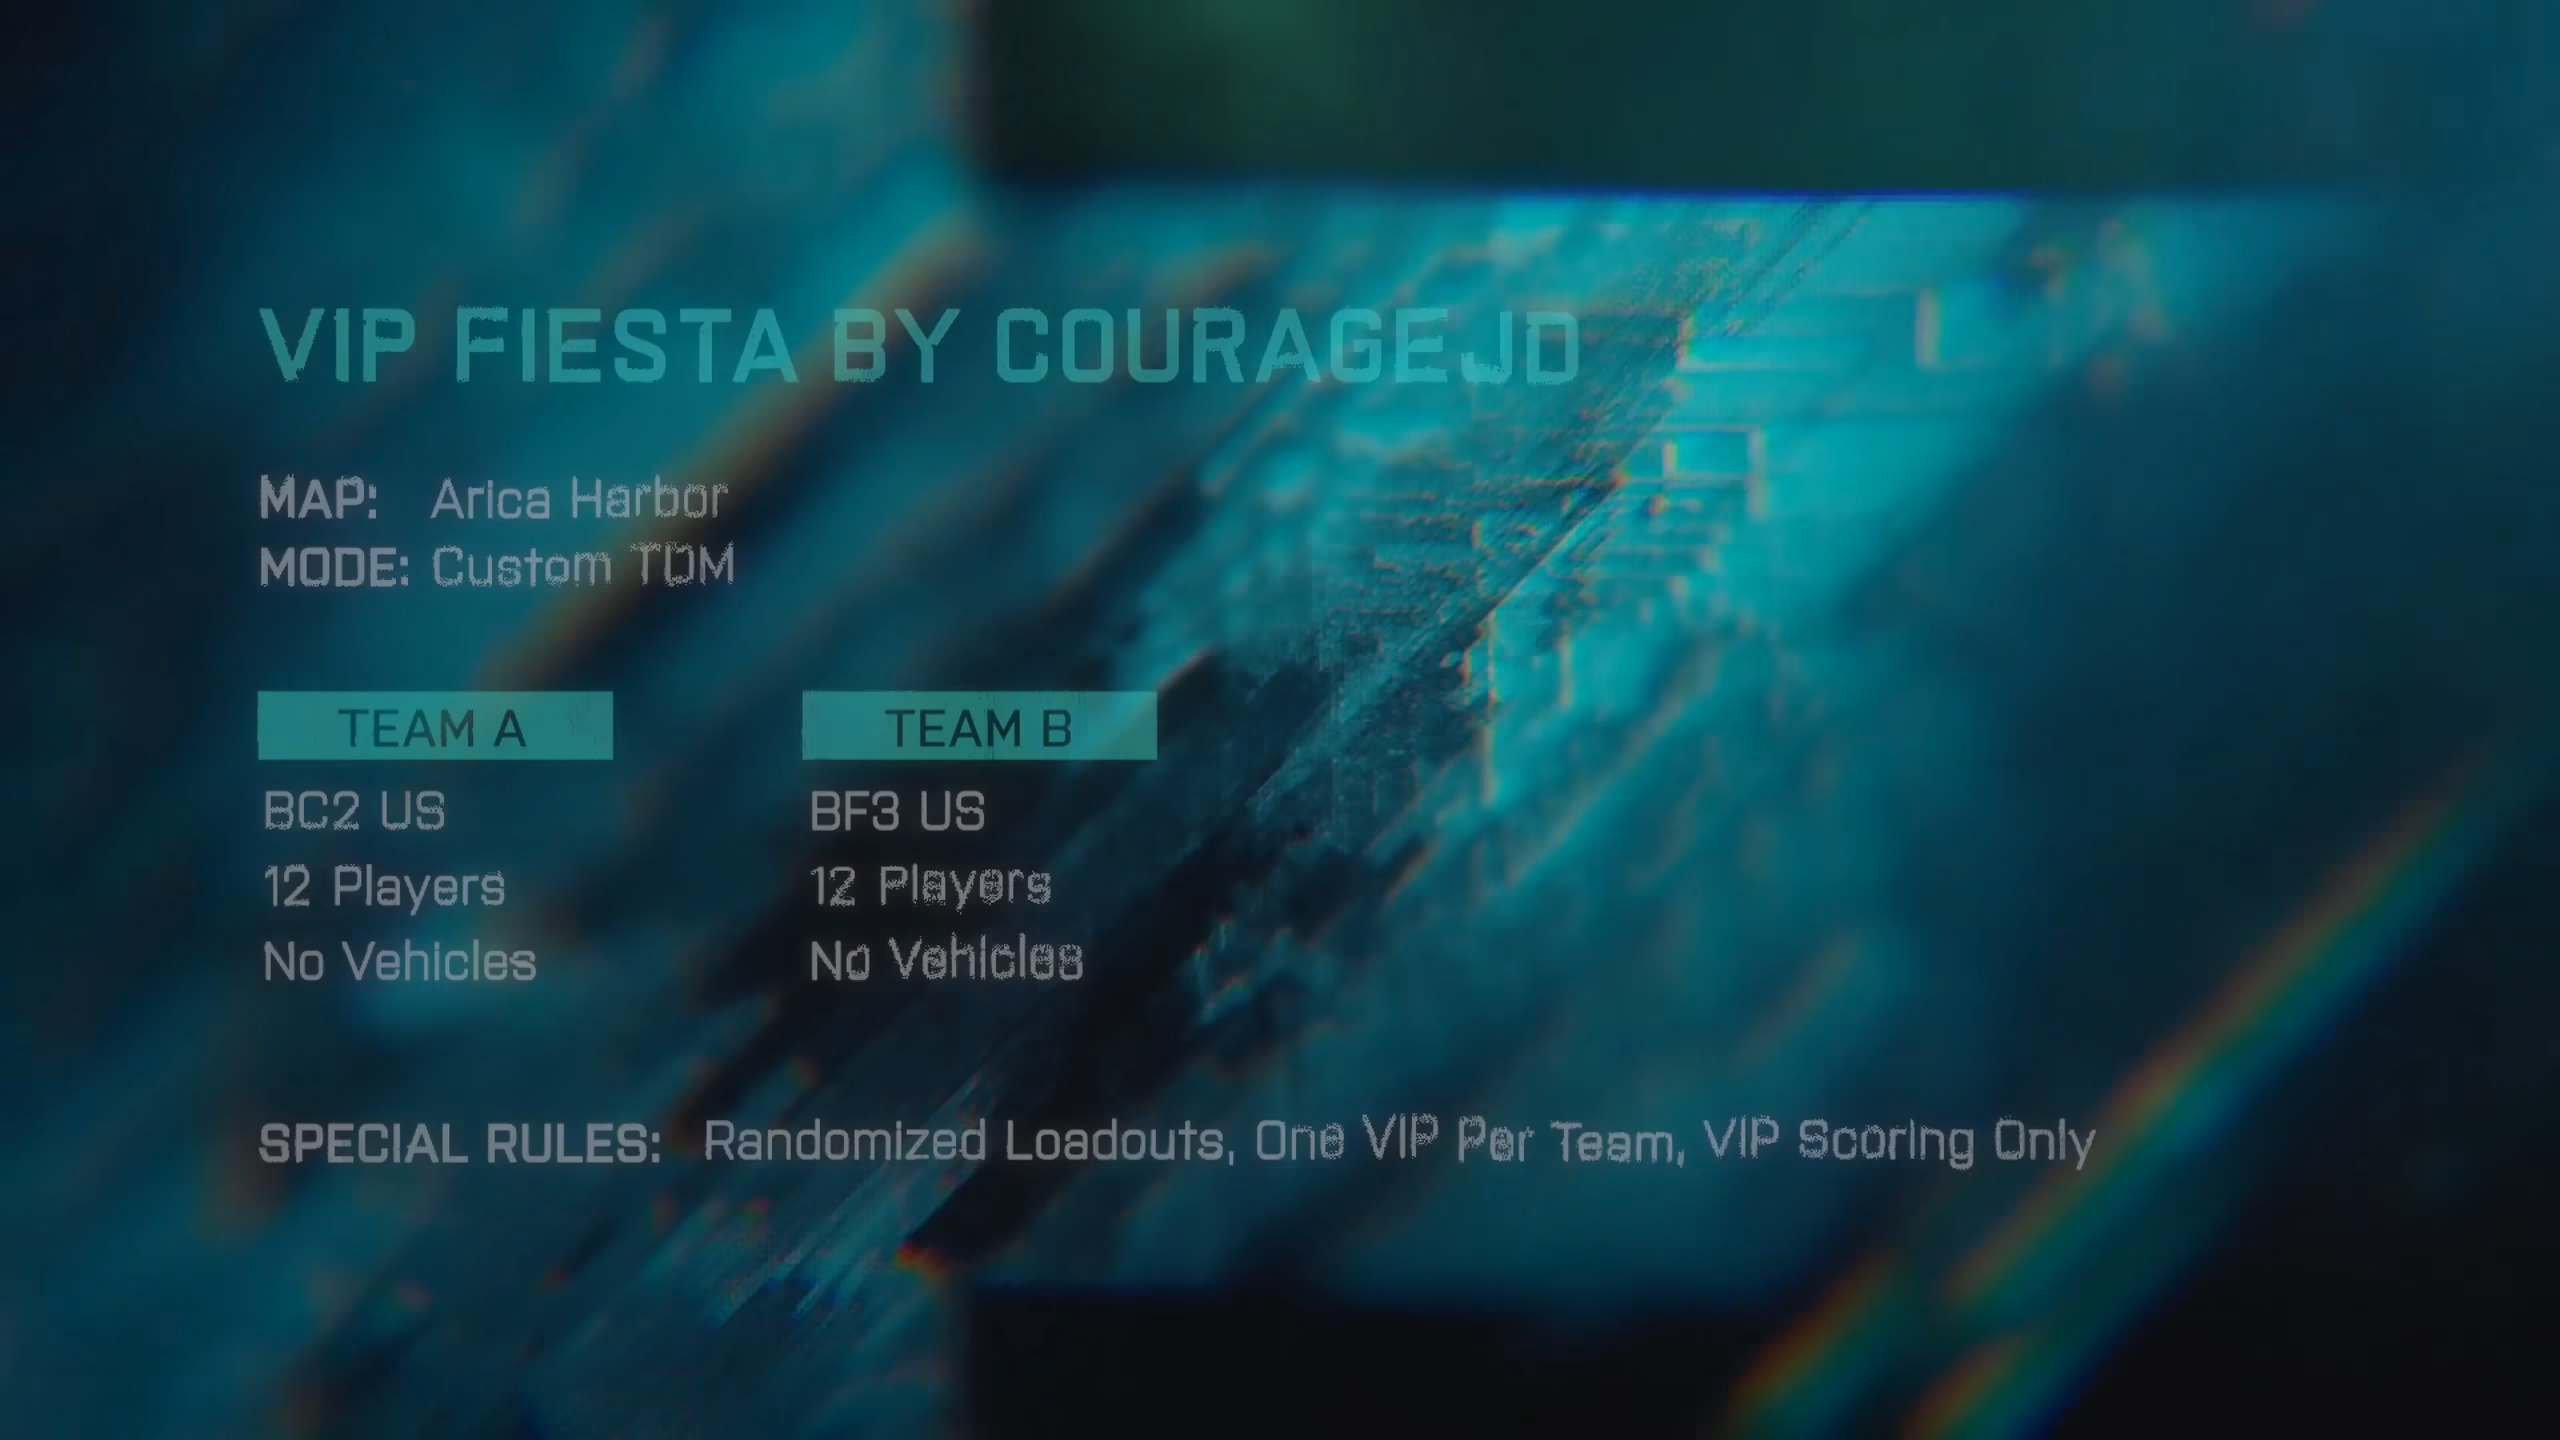 VIP FIESTA BY COURAGEJD
MAP: Arica Harbor
MODE: Custom TDM
TEAM A
BC2 US
12 Players
No Vehicles
TEAM B
BF3 US
12 Players
No Vehicles
SPECIAL RULES: Randomized Loadouts, One VIP Per Team, VIP Scoring Only